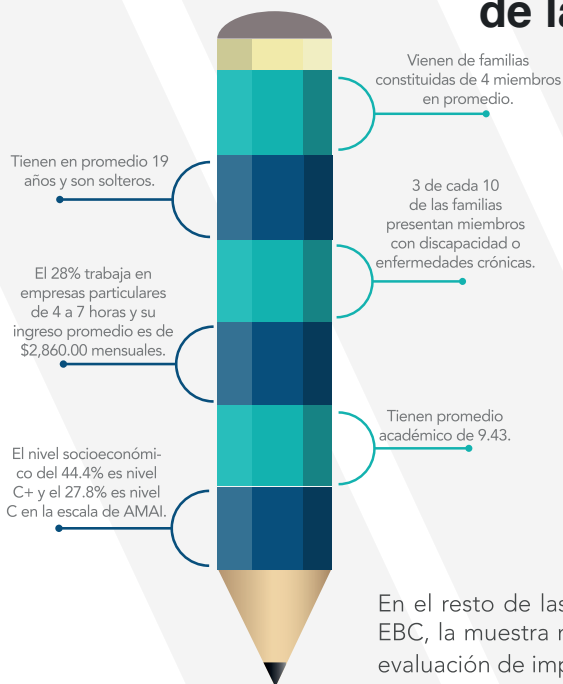 de la
Vienen de familias
constituidas de 4 miembros
en promedio.
Tienen en promedio 19
años y son solteros.
3 de cada 10
de las familias
presentan miembros
con discapacidad o
enfermedades crónicas.
El 28% trabaja en
empresas particulares
de 4 a 7 horas y su
ingreso promedio es de
$2,860.00 mensuales.
Tienen promedio
académico de 9.43.
El nivel socioeconómi-
co del 44.4% es nivel
C+ y el 27.8% es nivel
C en la escala de AMAI.
En el resto de las
EBC, la muestra
evaluación de